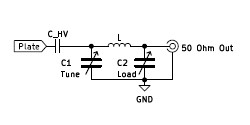 C_HV
L
Plate
50 Ohm Out
C1
Tune
C2
Load
GND